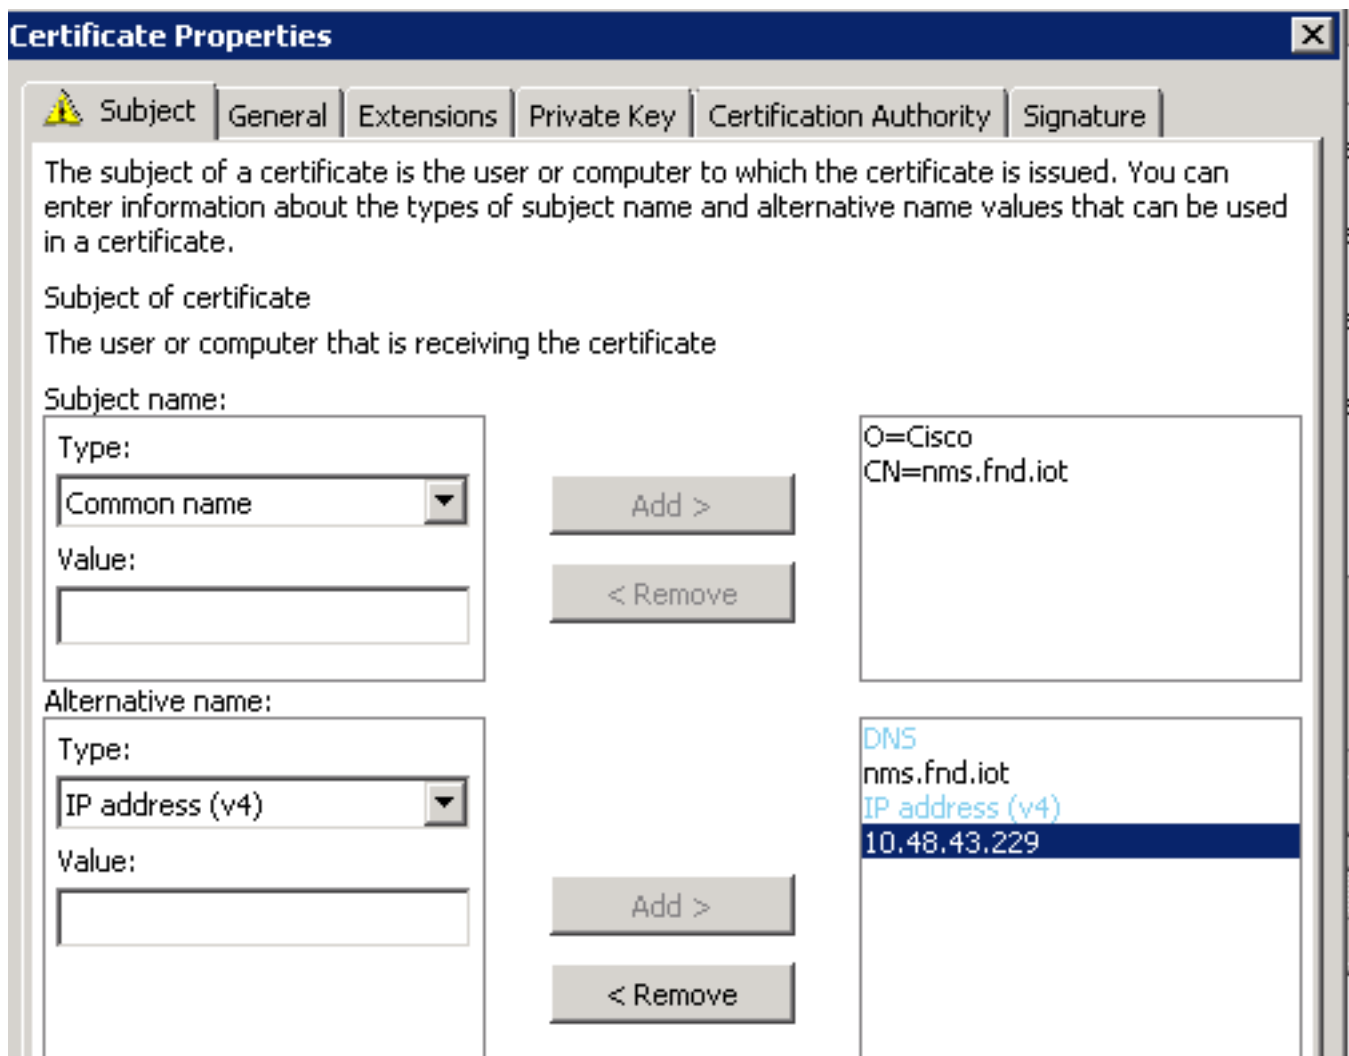 Certificate Properties
Subject
General
Extensions
Private Key
Certification Authority
Signature
The subject of a certificate is the user or computer to which the certificate is issued. You can
enter information about the types of subject name and alternative name values that can be used
in a certificate.
Subject of certificate
The user or computer that is receiving the certificate
Subject name:
Type:
Common name
Value:
Add >
< Remove
O=Cisco
CN=nms.fnd.iot
Alternative name:
Type:
IP address (v4)
Value:
Add >
< Remove
DNS
nms.fnd.iot
IP address (v4)
10.48.43.229